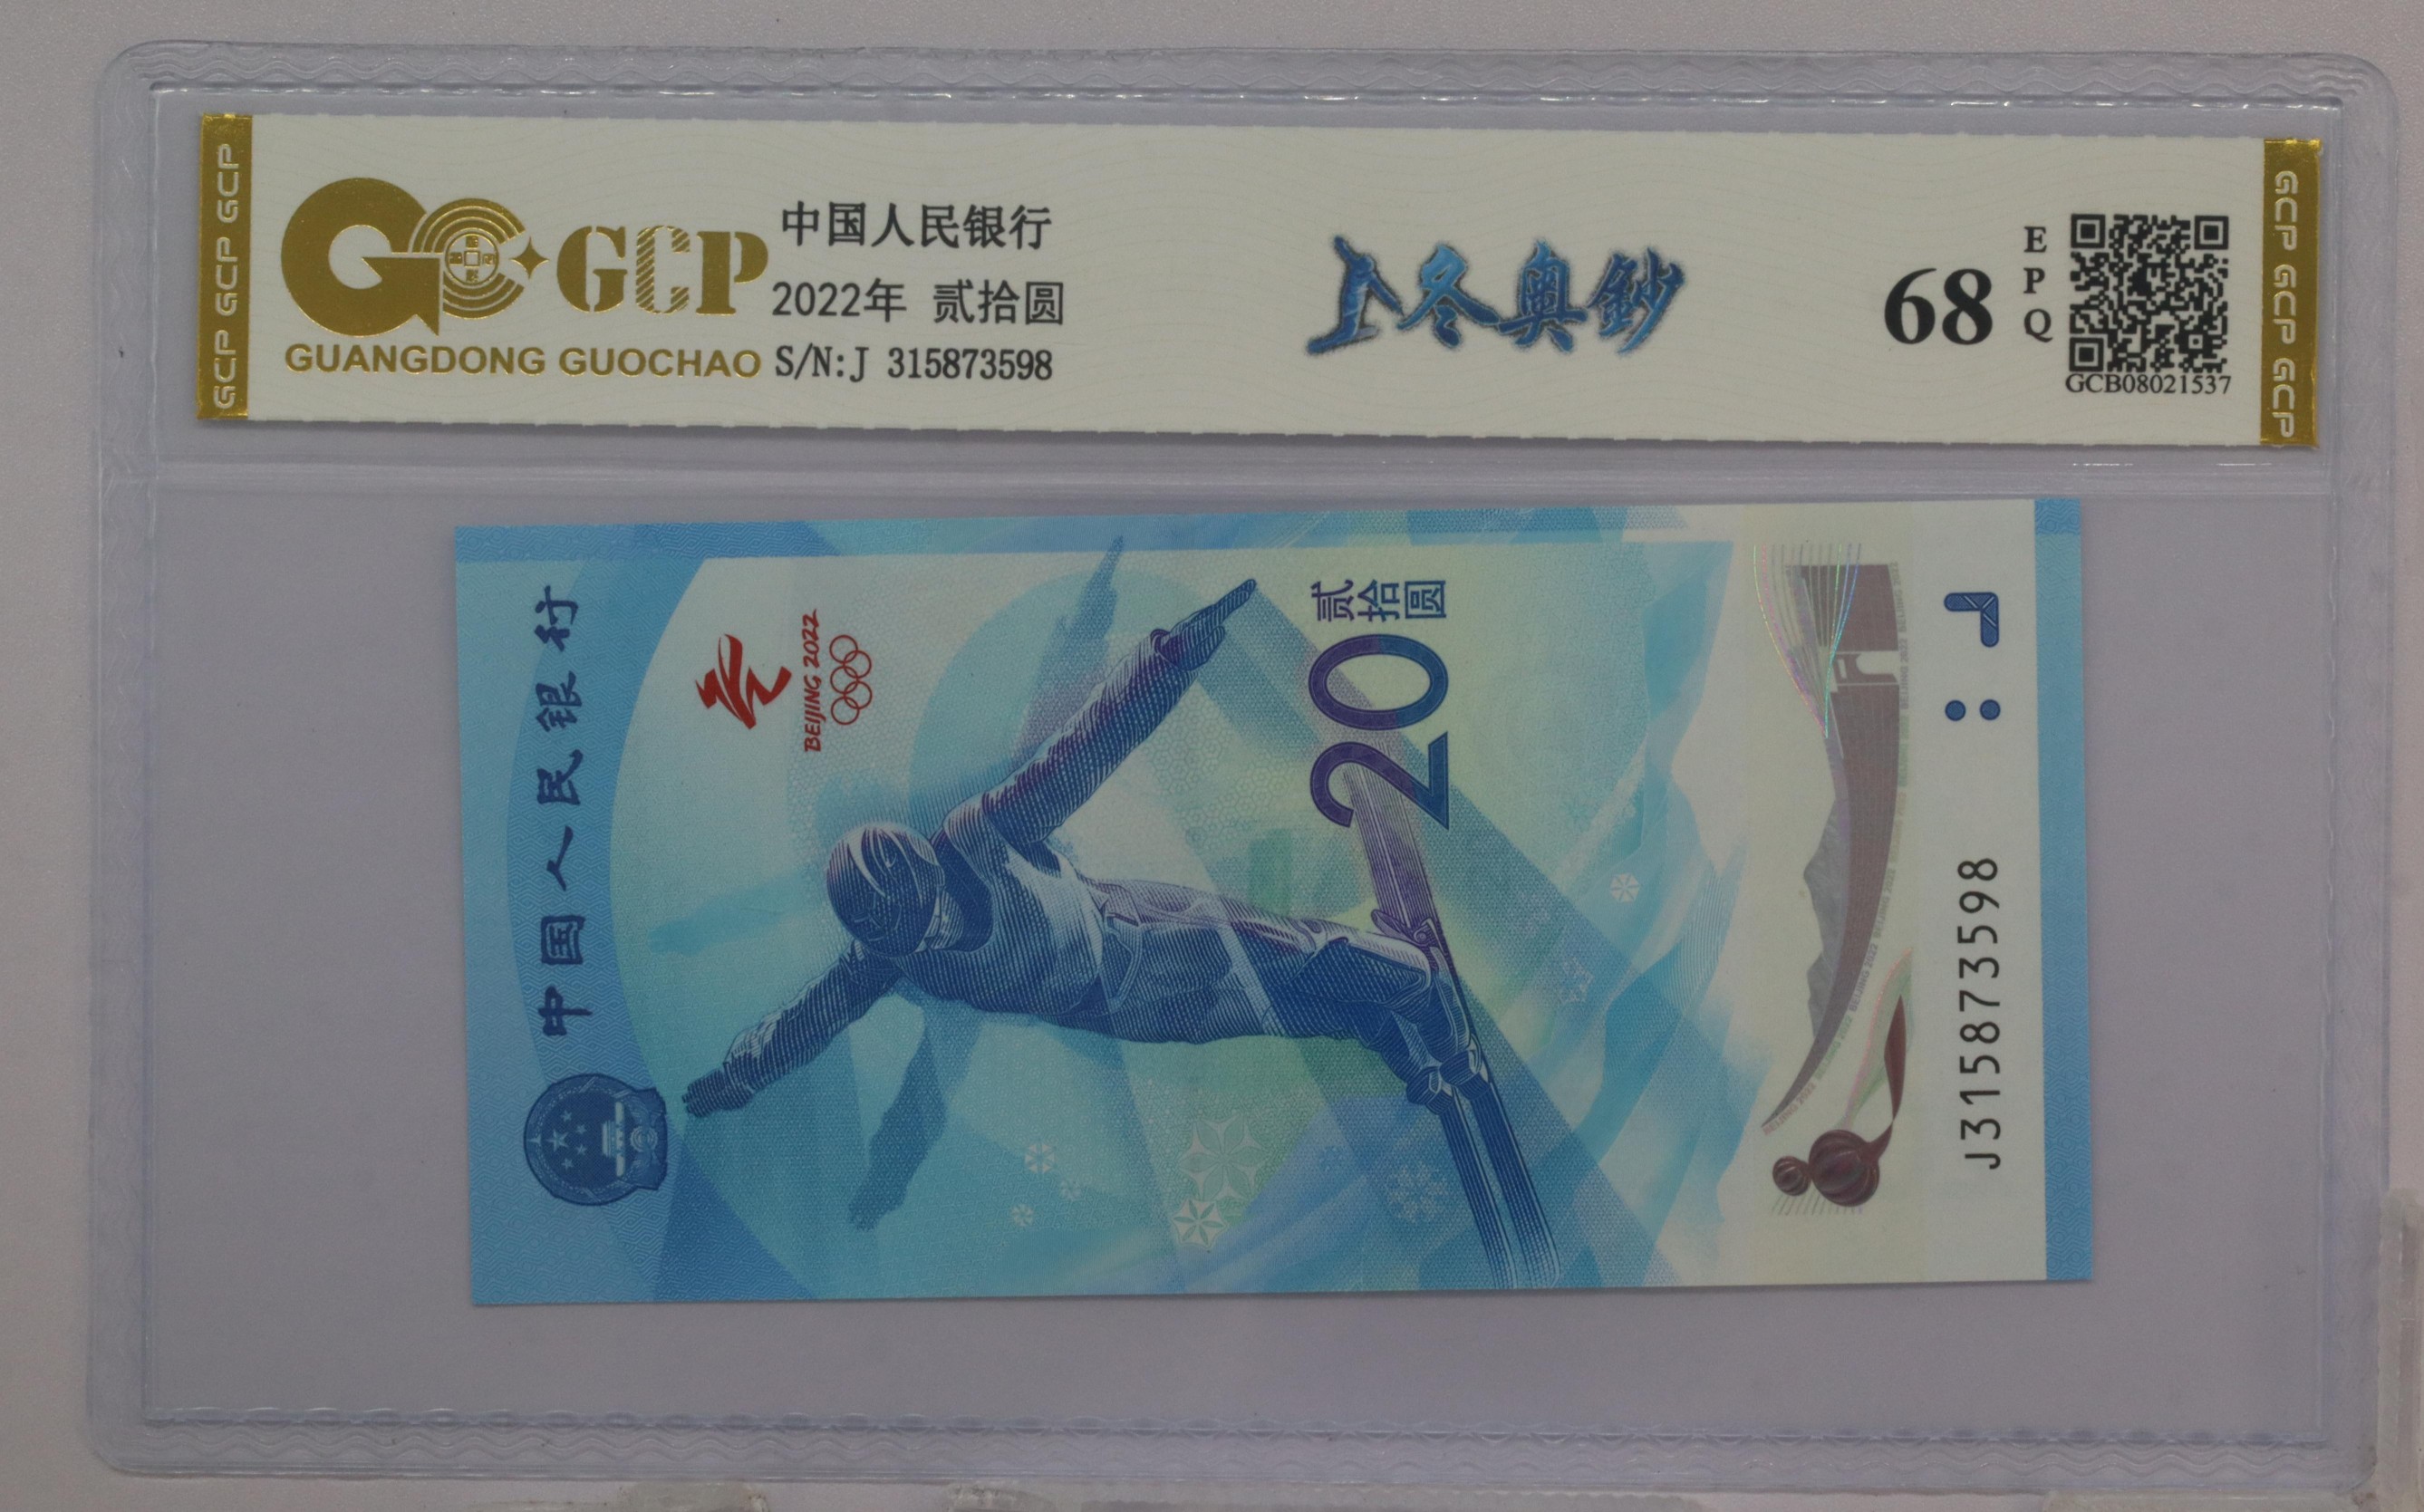 GCP GCP GCP
GCP
GUANGDONG GUOCHAO
中国人民银行
2022年 贰拾圆
S/N:J 315873598
冬奥鈔
68
EPQ
GCB08021537
GCP GCP GCP
中国人民银行
BEIJING 2022
贰拾圆
20
J315873598